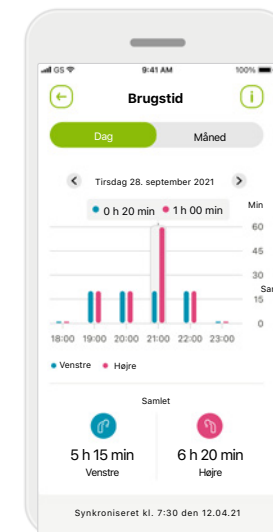 GS 9:41 AM 100%
Brugstid
Dag Måned
Tirsdag 28. september 2021
0 h 20 min 1 h 00 min
Min
60
45
30
Sar
15
0
18:00 19:00 20:00 21:00 22:00 23:00
Venstre Højre
Samlet
5 h 15 min 6 h 20 min
Venstre Højre
Synkroniseret kl. 7:30 den 12.04.21